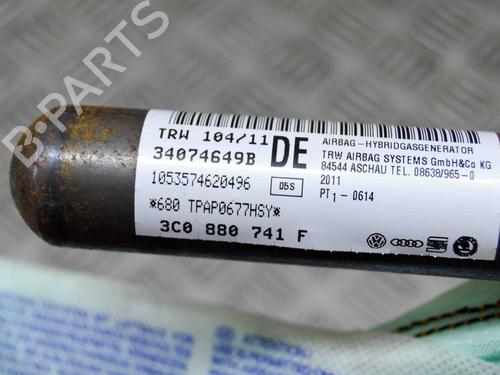 B-PARTS
TRW 104/11
34074649B
DE
1053574620496
05S
*680 TPAP0677HSY*
3C0 880 741 F
AIRBAG-HYBRIDGASGENERATOR
TRW AIRBAG SYSTEMS GmbH&Co KG
84544 ASCHAU TEL. 08638/965-0
2011
PT1-0614